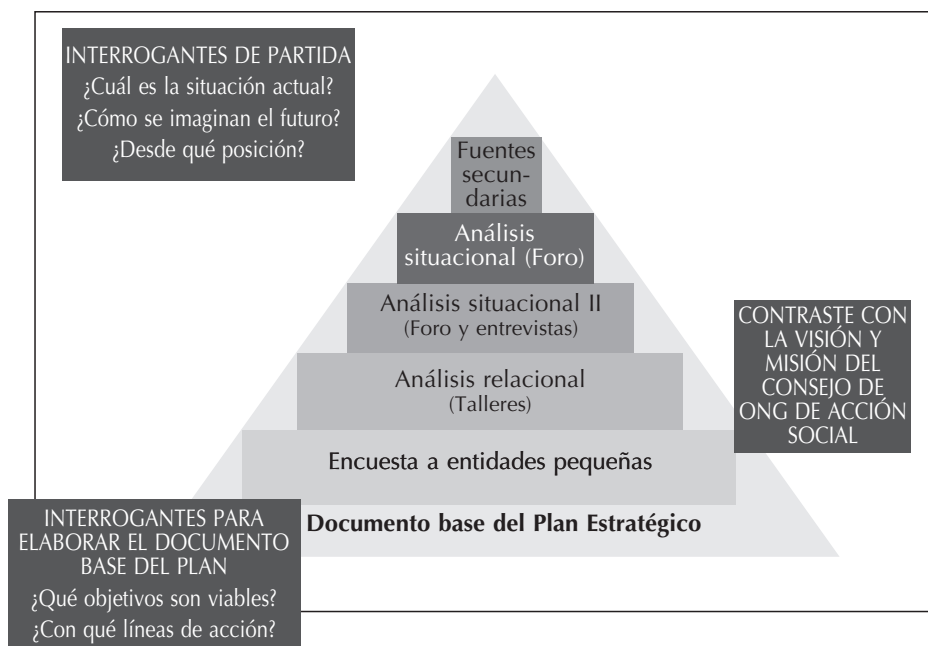 INTERROGANTES DE PARTIDA
¿Cuál es la situación actual?
¿Cómo se imaginan el futuro?
¿Desde qué posición?
Fuentes
secun-
darias
Análisis
situacional (Foro)
Análisis situacional II
(Foro y entrevistas)
Análisis relacional
(Talleres)
Encuesta a entidades pequeñas
Documento base del Plan Estratégico
CONTRASTE CON
LA VISIÓN Y
MISIÓN DEL
CONSEJO DE
ONG DE ACCIÓN
SOCIAL
INTERROGANTES PARA
ELABORAR EL DOCUMENTO
BASE DEL PLAN
¿Qué objetivos son viables?
¿Con qué líneas de acción?